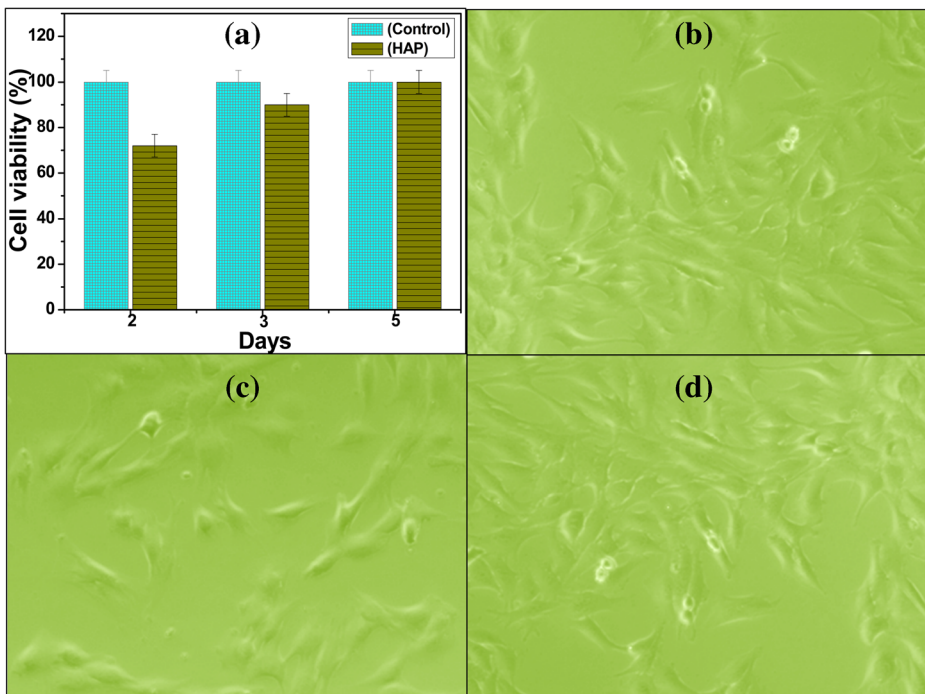 (a)
(Control)
(HAP)
Cell viability (%)
120
100
80
60
40
20
0
2
3
5
Days
(b)
(c)
(d)